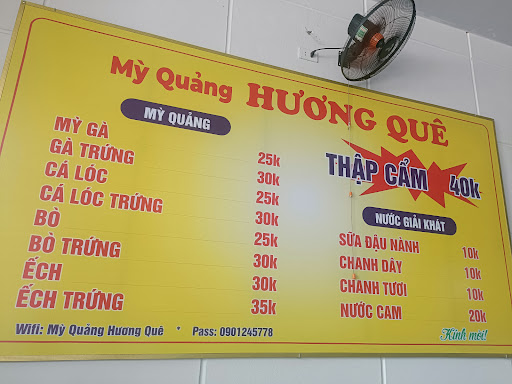 Mỳ Quảng HƯƠNG QUÊ
MỲ QUẢNG
MỲ GÀ 25k
GÀ TRỨNG 30k
CÁ LÓC 25k
CÁ LÓC TRỨNG 30k
BÒ 25k
BÒ TRỨNG 30k
ẾCH 30k
ẾCH TRỨNG 35k
THẬP CẨM 40k
NƯỚC GIẢI KHÁT
SỮA ĐẬU NÀNH 10k
CHANH DÂY 10k
CHANH TƯƠI 10k
NƯỚC CAM 20k
Wifi: Mỳ Quảng Hương Quê * Pass: 0901245778
Kính mời!